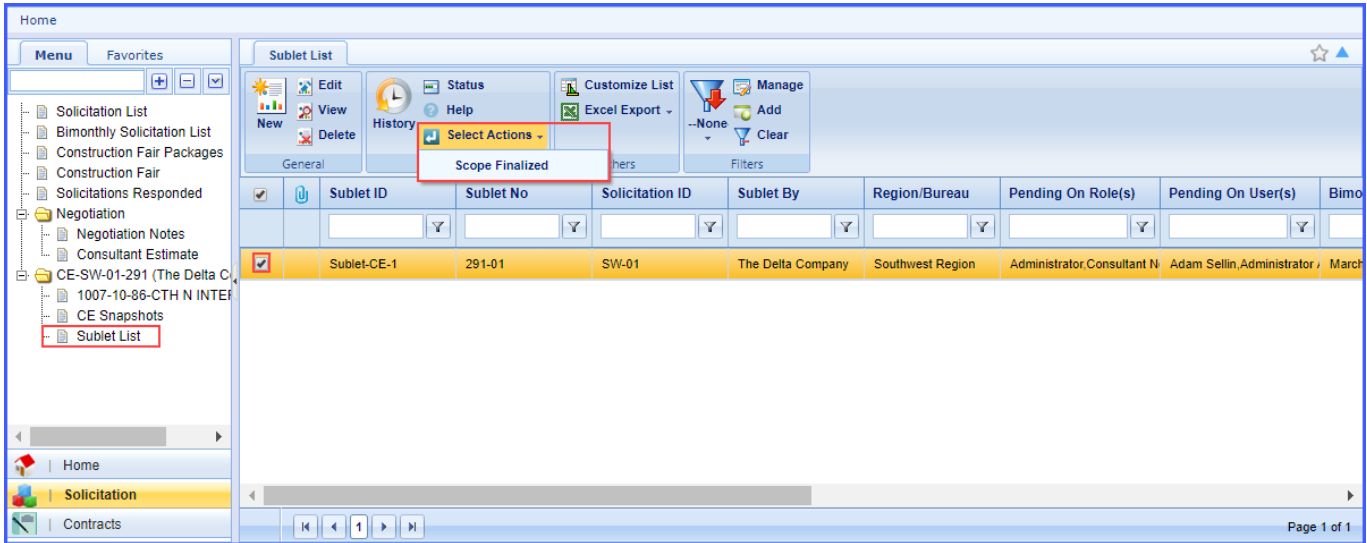 Home
Menu Favorites
Solicitation List
Bimonthly Solicitation List
Construction Fair Packages
Construction Fair
Solicitations Responded
Negotiation
Negotiation Notes
Consultant Estimate
CE-SW-01-291 (The Delta C
1007-10-86-CTH N INTE
CE Snapshots
Sublet List
| Home
| Solicitation
| Contracts
Sublet List
New
Edit
View
Delete
General
History
Status
Help
Select Actions
Scope Finalized
Customize List
Excel Export
hers
--None
Manage
Add
Clear
Filters
Sublet ID Sublet No Solicitation ID Sublet By Region/Bureau Pending On Role(s) Pending On User(s) Bimo
Sublet-CE-1 291-01 SW-01 The Delta Company Southwest Region Administrator,Consultant N Adam Sellin,Administrator March
1
Page 1 of 1